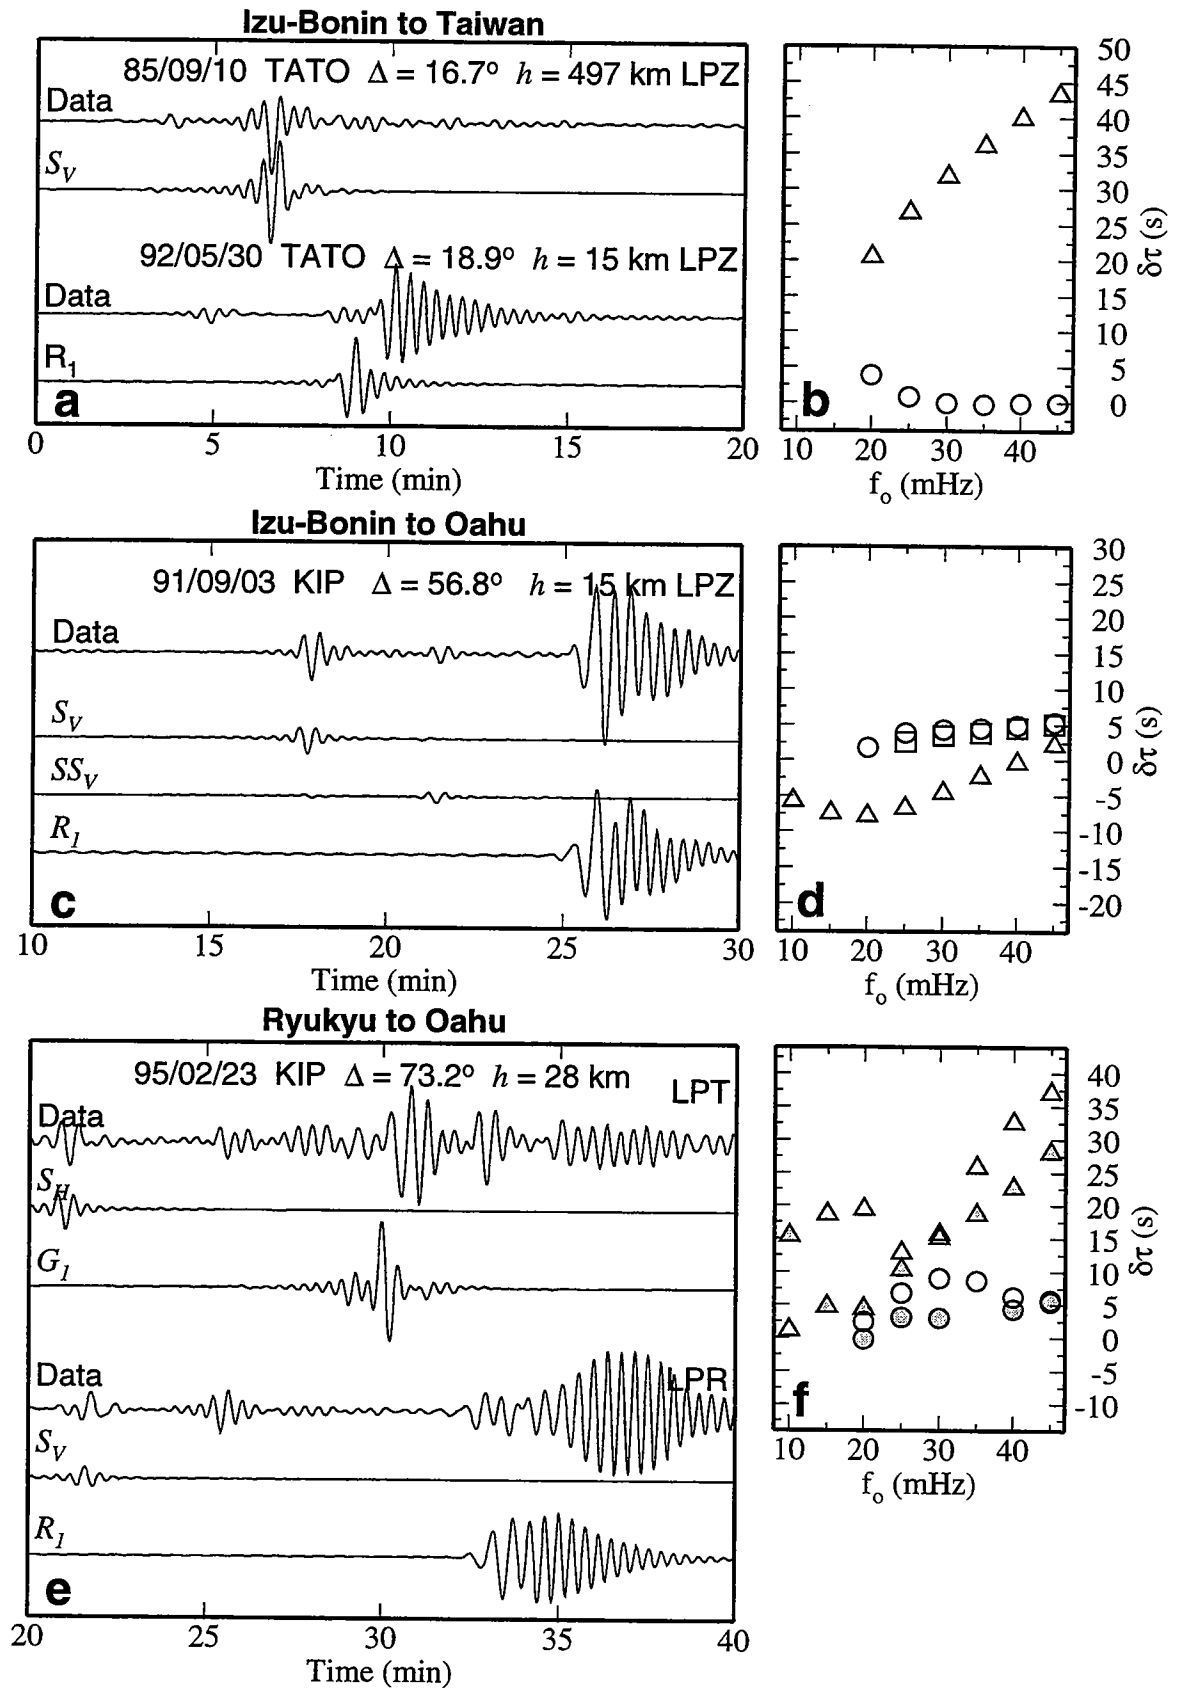 Izu-Bonin to Taiwan
85/09/10 TATO Δ = 16.7° h = 497 km LPZ
Data
S_V
92/05/30 TATO Δ = 18.9° h = 15 km LPZ
Data
R_1
a
0 5 10 15 20
Time (min)
50
45
40
35
30
25
20
15
10
5
0
δτ (s)
b
10 20 30 40
f_o (mHz)
Izu-Bonin to Oahu
91/09/03 KIP Δ = 56.8° h = 15 km LPZ
Data
S_V
SS_V
R_1
c
10 15 20 25 30
Time (min)
30
25
20
15
10
5
0
-5
-10
-15
-20
δτ (s)
d
10 20 30 40
f_o (mHz)
Ryukyu to Oahu
95/02/23 KIP Δ = 73.2° h = 28 km
LPT
Data
S_H
G_1
Data
LPR
S_V
R_1
e
20 25 30 35 40
Time (min)
40
35
30
25
20
15
10
5
0
-5
-10
δτ (s)
f
10 20 30 40
f_o (mHz)